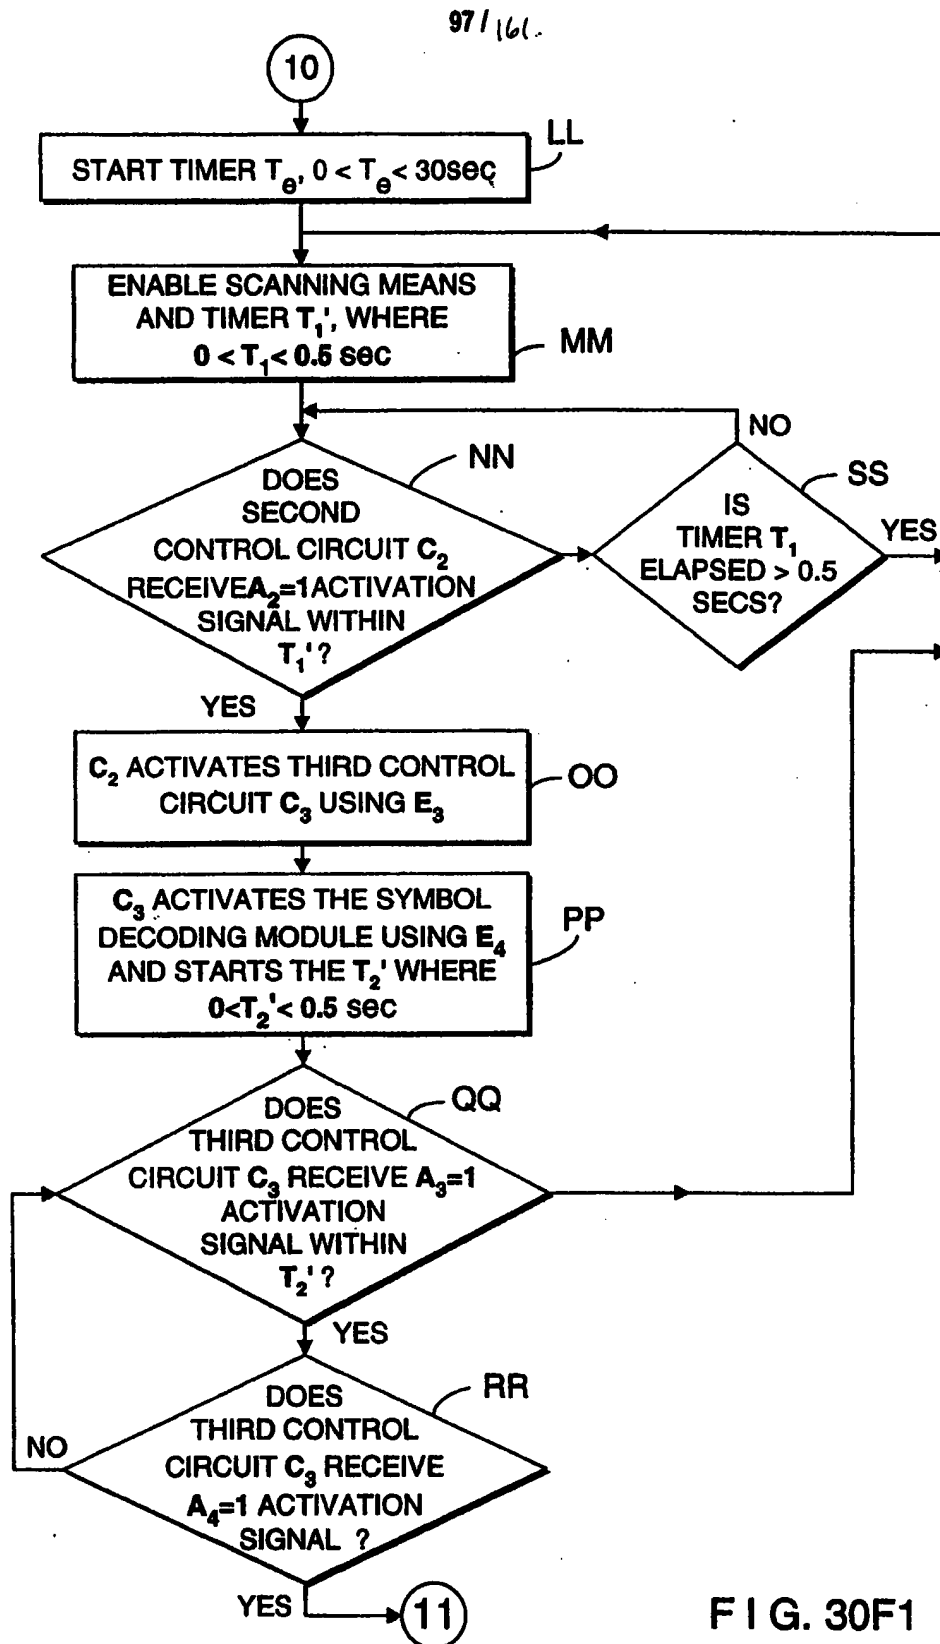 97/161.
10
START TIMER Te, 0 < Te < 30sec
LL
ENABLE SCANNING MEANS
AND TIMER T1', WHERE
0 < T1 < 0.5 sec
MM
NO
NN
DOES
SECOND
CONTROL CIRCUIT C2
RECEIVE A2=1 ACTIVATION
SIGNAL WITHIN
T1' ?
SS
IS
TIMER T1
ELAPSED > 0.5
SECS?
YES
YES
C2 ACTIVATES THIRD CONTROL
CIRCUIT C3 USING E3
OO
C3 ACTIVATES THE SYMBOL
DECODING MODULE USING E4
AND STARTS THE T2' WHERE
0<T2'< 0.5 sec
PP
QQ
DOES
THIRD CONTROL
CIRCUIT C3 RECEIVE A3=1
ACTIVATION
SIGNAL WITHIN
T2' ?
YES
RR
DOES
THIRD CONTROL
CIRCUIT C3 RECEIVE
A4=1 ACTIVATION
SIGNAL ?
NO
YES
11
FIG. 30F1